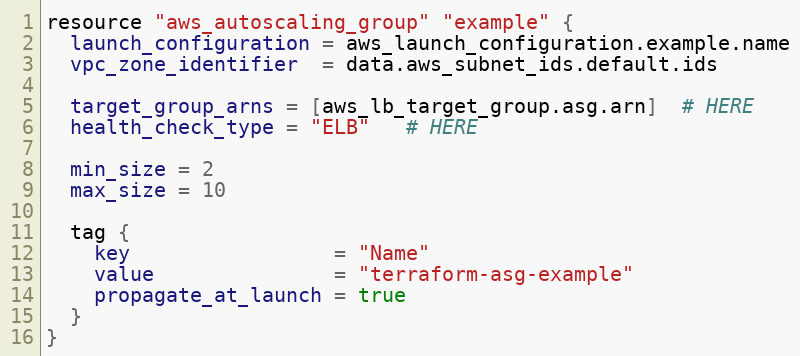 1 resource "aws_autoscaling_group" "example" {
2   launch_configuration = aws_launch_configuration.example.name
3   vpc_zone_identifier  = data.aws_subnet_ids.default.ids
4
5   target_group_arns = [aws_lb_target_group.asg.arn]  # HERE
6   health_check_type = "ELB"   # HERE
7
8   min_size = 2
9   max_size = 10
10
11   tag {
12     key                 = "Name"
13     value               = "terraform-asg-example"
14     propagate_at_launch = true
15   }
16 }